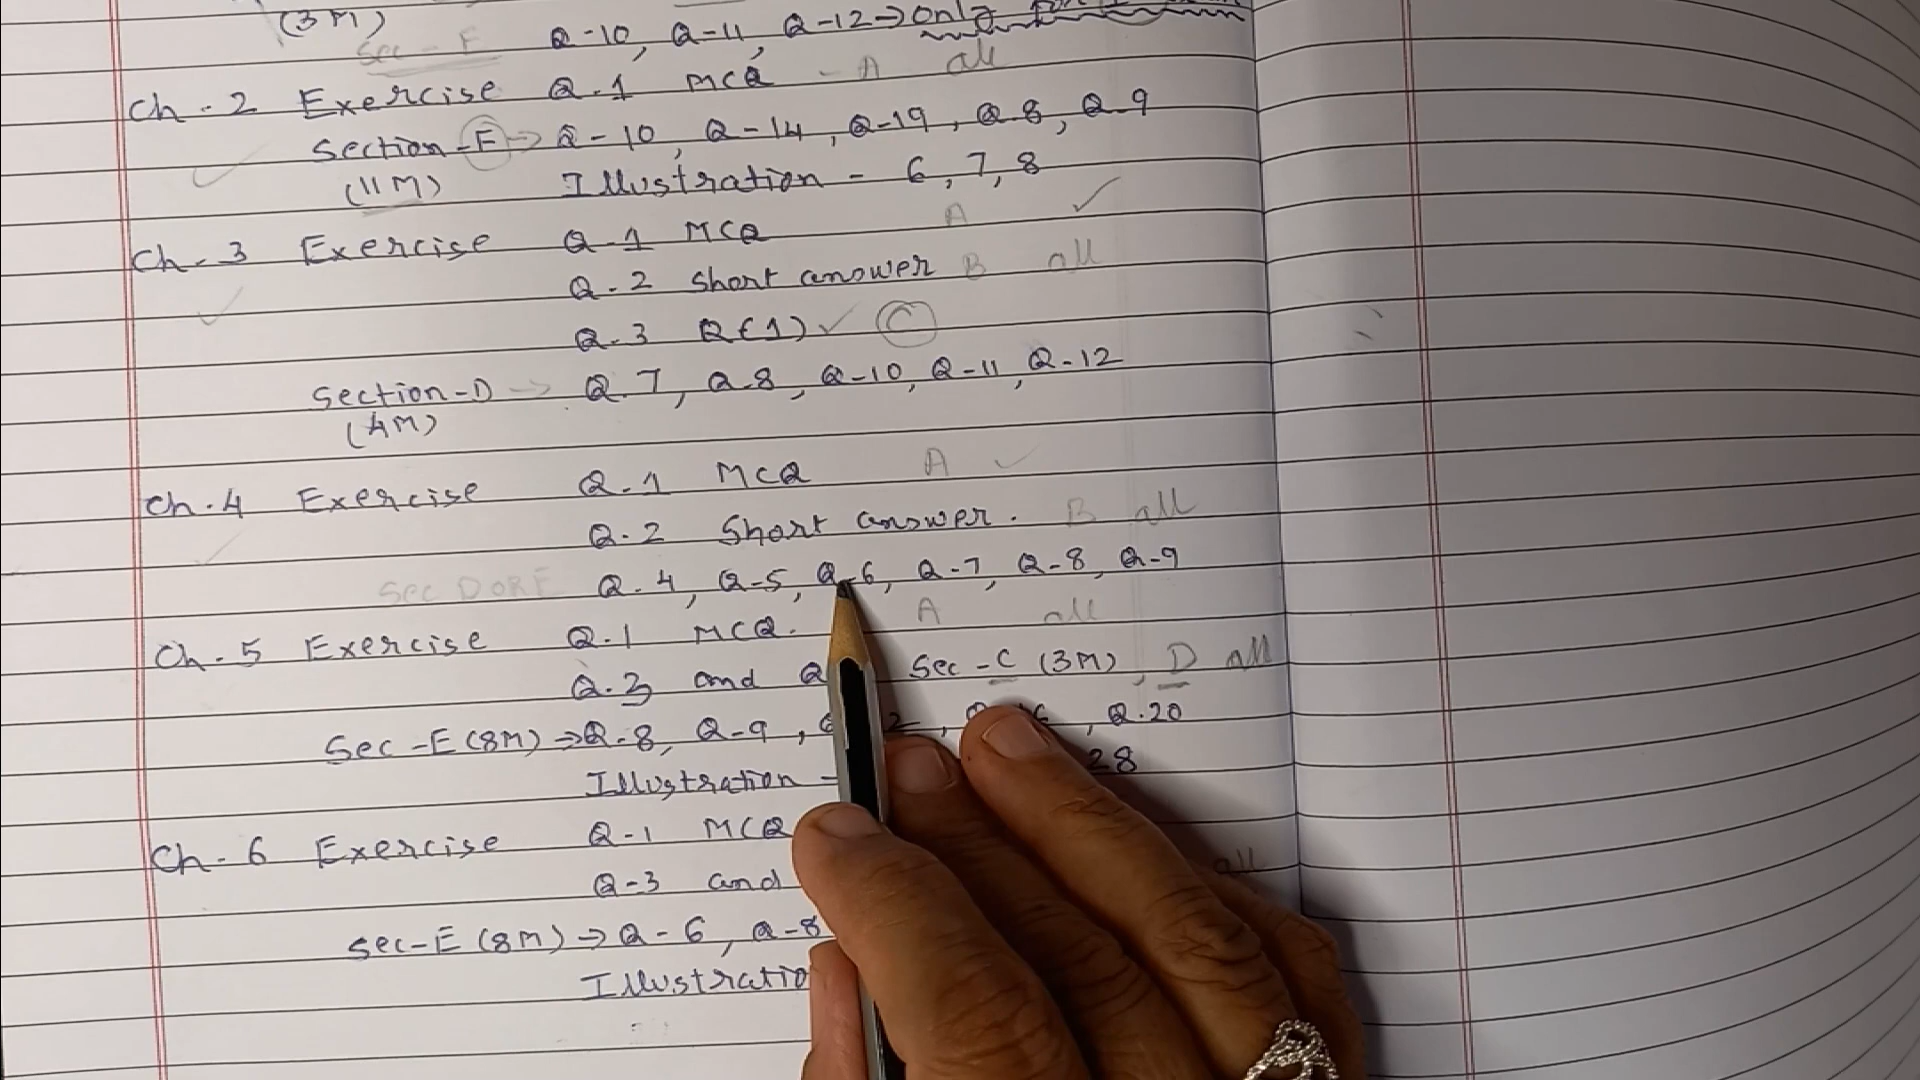 (3M) Q-10, Q-11, Q-12→only
Sec - F
Ch. 2 Exercise Q.1 MCQ - A all
Section-F→ Q-10, Q-14, Q-19, Q.8, Q.9
(11M) Illustration - 6, 7, 8
Ch. 3 Exercise Q.1 MCQ A ✓
Q.2 Short answer B all
Q.3 Q(1) ✓ C
Section-D → Q.7, Q.8, Q-10, Q-11, Q-12
(4M)
Ch.4 Exercise Q.1 MCQ A ✓
Q.2 Short answer. B all
Sec D OR F Q.4, Q-5, Q-6, Q-7, Q-8, Q-9
Ch.5 Exercise Q.1 MCQ. A all
Q.3 and Q Sec-C (3M), D all
Sec-E(8M)→Q-8, Q-9, 2, 16, Q.20
Illustration - 28
Ch.6 Exercise Q-1 MCQ
Q-3 and all
Sec-E(8M)→Q-6, Q-8
Illustratio